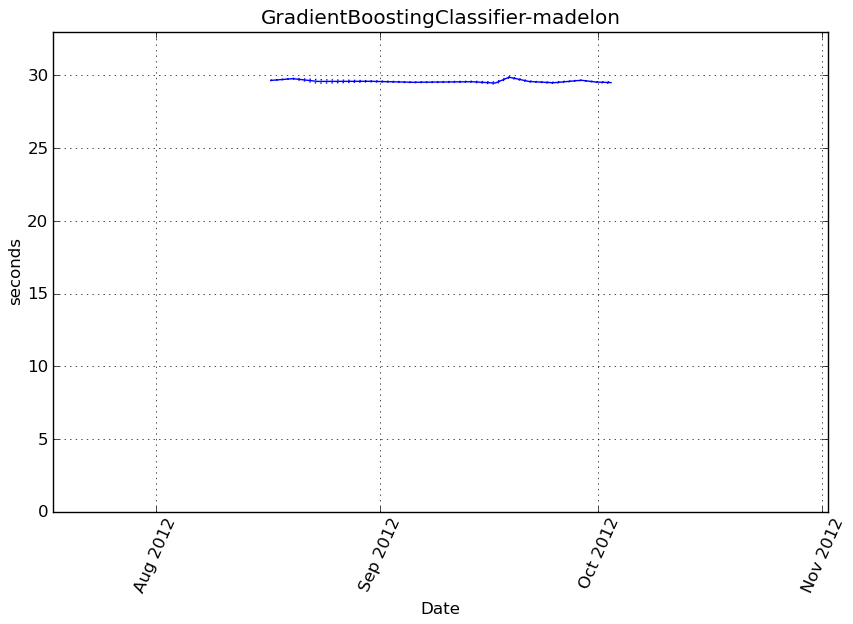 GradientBoostingClassifier-madelon
30
25
20
15
10
5
0
seconds
Aug 2012
Sep 2012
Oct 2012
Nov 2012
Date